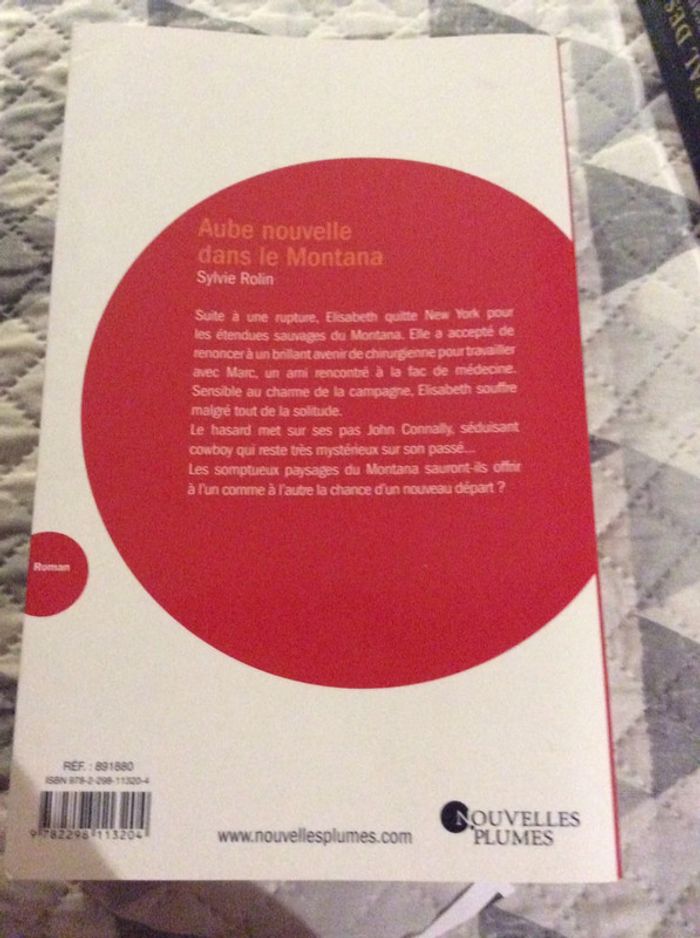 Aube nouvelle
dans le Montana
Sylvie Rolin
Suite à une rupture, Elisabeth quitte New York pour
les étendues sauvages du Montana. Elle a accepté de
renoncer à un brillant avenir de chirurgienne pour travailler
avec Marc, un ami rencontré à la fac de médecine.
Sensible au charme de la campagne, Elisabeth souffre
malgré tout de la solitude.
Le hasard met sur ses pas John Connally, séduisant
cowboy qui reste très mystérieux sur son passé...
Les somptueux paysages du Montana sauront-ils offrir
à l'un comme à l'autre la chance d'un nouveau départ ?
Roman
RÉF. : 891880
ISBN 978-2-298-11320-4
9 782298 113204
www.nouvellesplumes.com
NOUVELLES
PLUMES